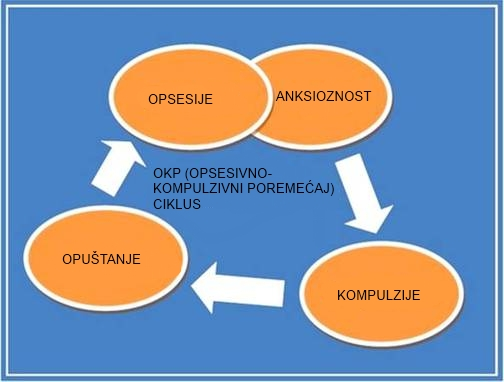 OPSESIJE
ANKSIOZNOST
OKP (OPSESIVNO-
KOMPULZIVNI POREMEĆAJ)
CIKLUS
OPUŠTANJE
KOMPULZIJE